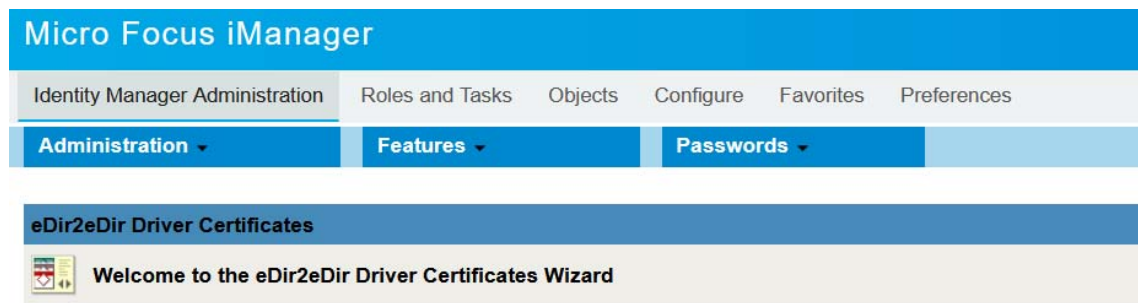 Micro Focus iManager
Identity Manager Administration Roles and Tasks Objects Configure Favorites Preferences
Administration Features Passwords
eDir2eDir Driver Certificates
Welcome to the eDir2eDir Driver Certificates Wizard